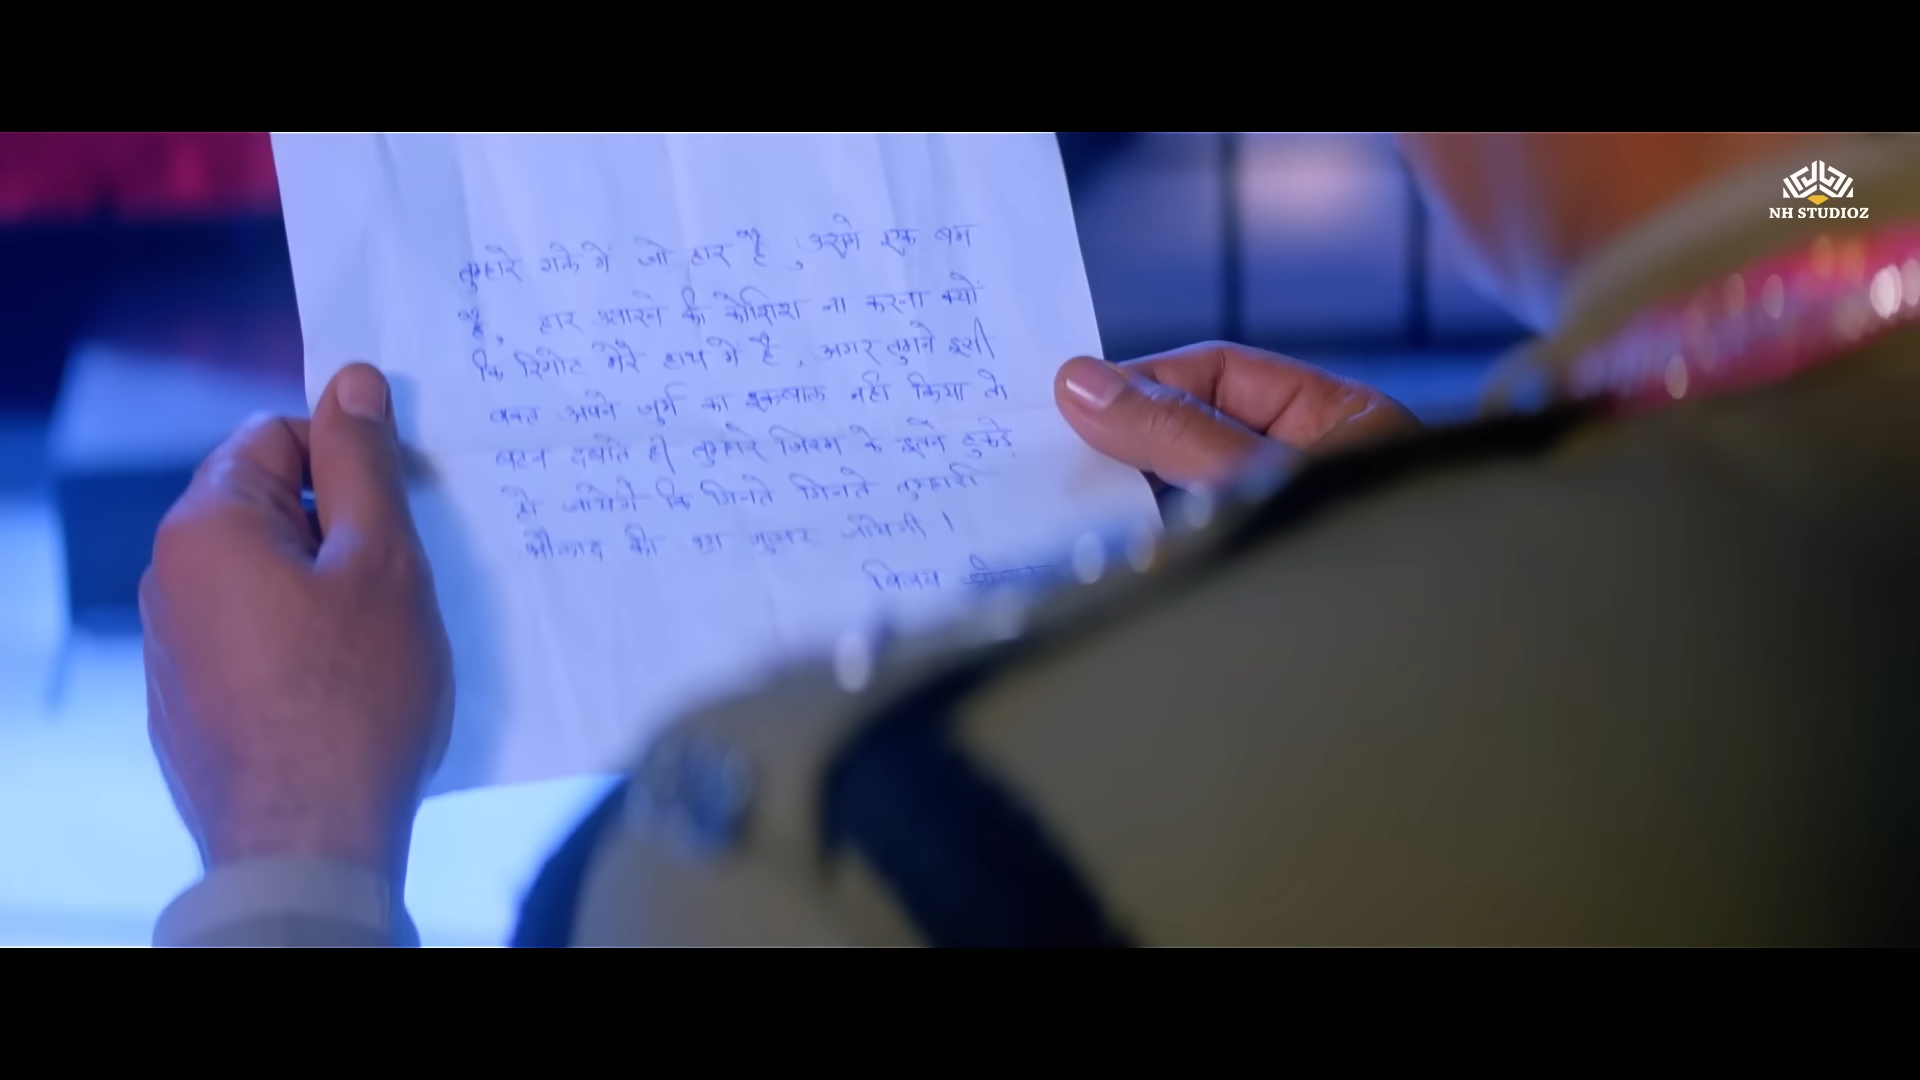 तुम्हारे गले में जो हार है, उसमे एक बम
है, हार उतारने की कोशिश ना करना क्यों
कि रिमोट मेरे हाथ में है, अगर तुमने इसी
वक्त अपने जुर्म का इकबाल नही किया तो
बटन दबाते ही तुम्हारे जिस्म के इतने टुकड़े
हो जायेगें कि गिनते गिनते तुम्हारी
औलाद की उम्र गुजर जायेगी ।
विजय
NH STUDIOZ